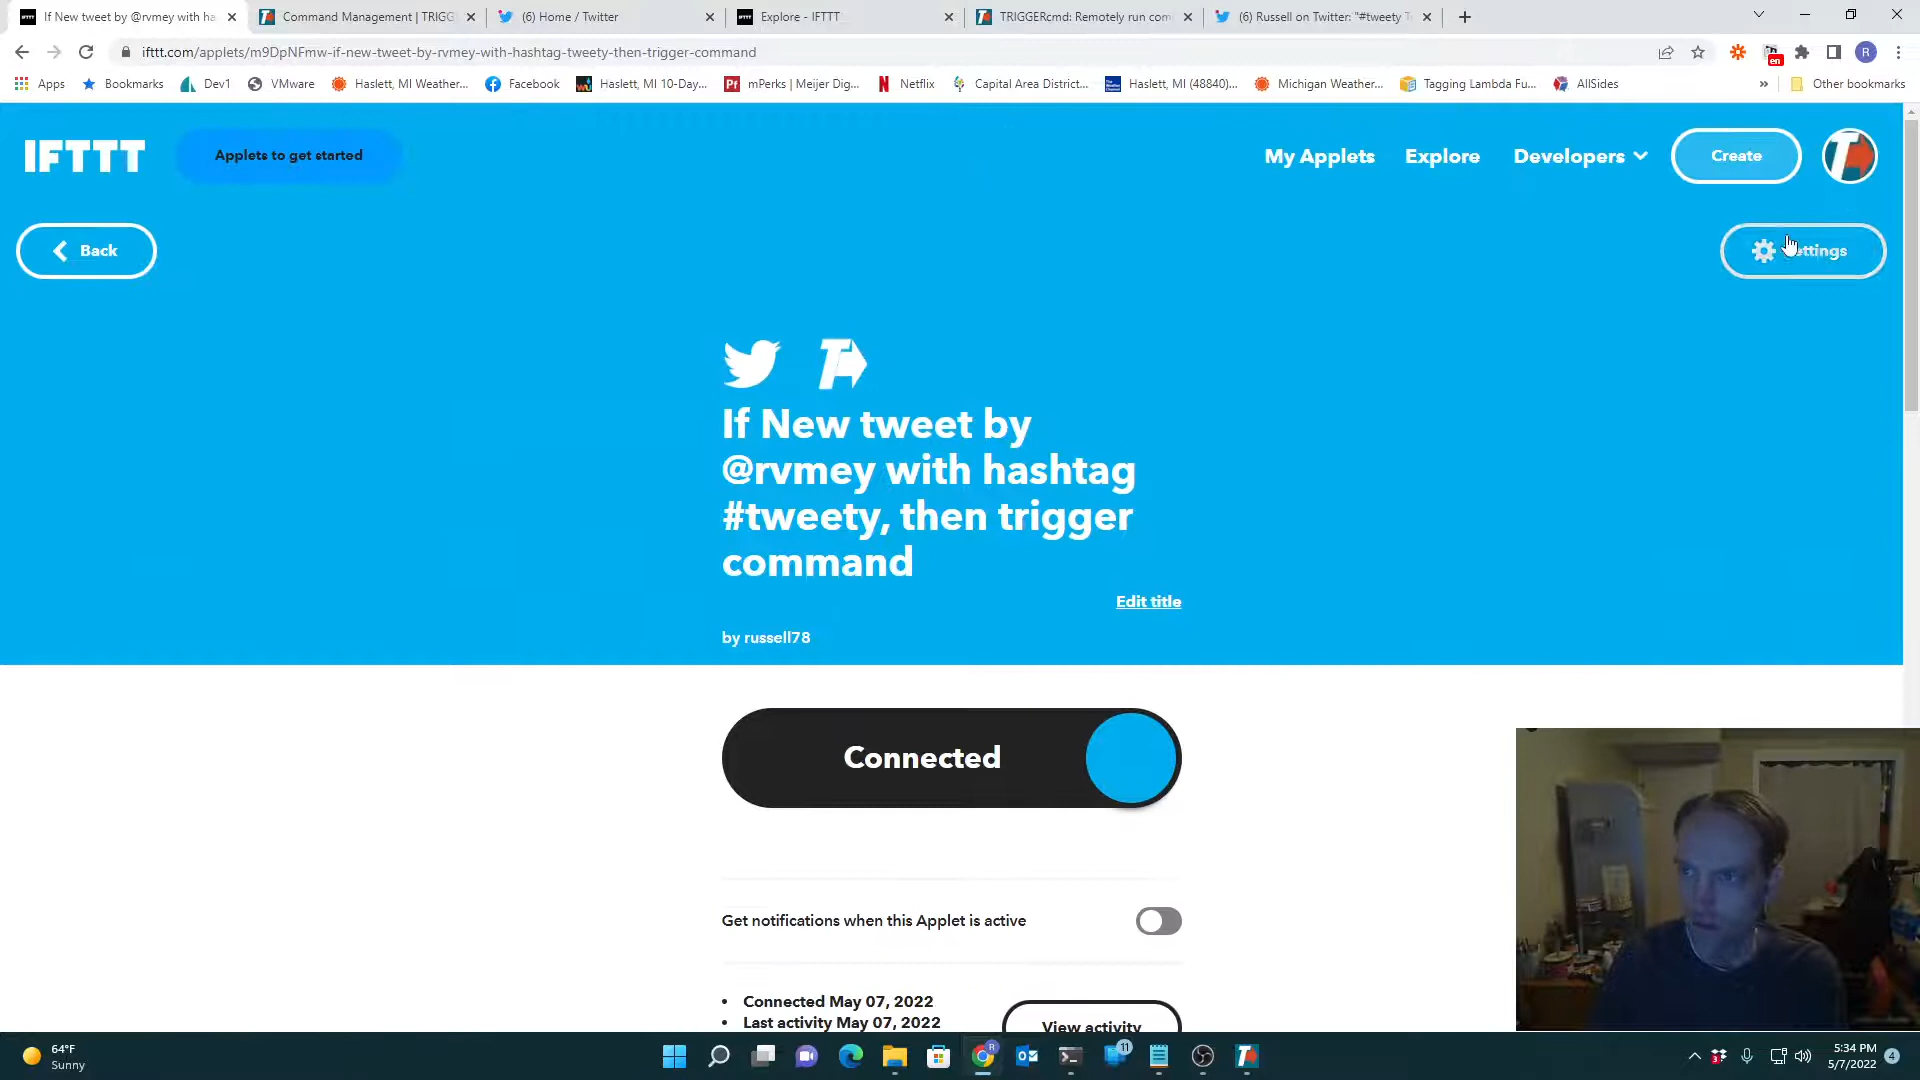 If New tweet by @rvmey with ha
Command Management | TRIGG
(6) Home / Twitter
Explore - IFTTT
TRIGGERcmd: Remotely run com
(6) Russell on Twitter: "#tweety T
ifttt.com/applets/m9DpNFmw-if-new-tweet-by-rvmey-with-hashtag-tweety-then-trigger-command
en
R
Apps
Bookmarks
Dev1
VMware
Haslett, MI Weather...
Facebook
Haslett, MI 10-Day...
mPerks | Meijer Dig...
Netflix
Capital Area District...
Haslett, MI (48840)...
Michigan Weather...
Tagging Lambda Fu...
AllSides
»
Other bookmarks
IFTTT
Applets to get started
My Applets
Explore
Developers
Create
Back
ettings
If New tweet by
@rvmey with hashtag
#tweety, then trigger
command
Edit title
by russell78
Connected
Get notifications when this Applet is active
• Connected May 07, 2022
• Last activity May 07, 2022
View activity
64°F
Sunny
R
11
5:34 PM
5/7/2022
4